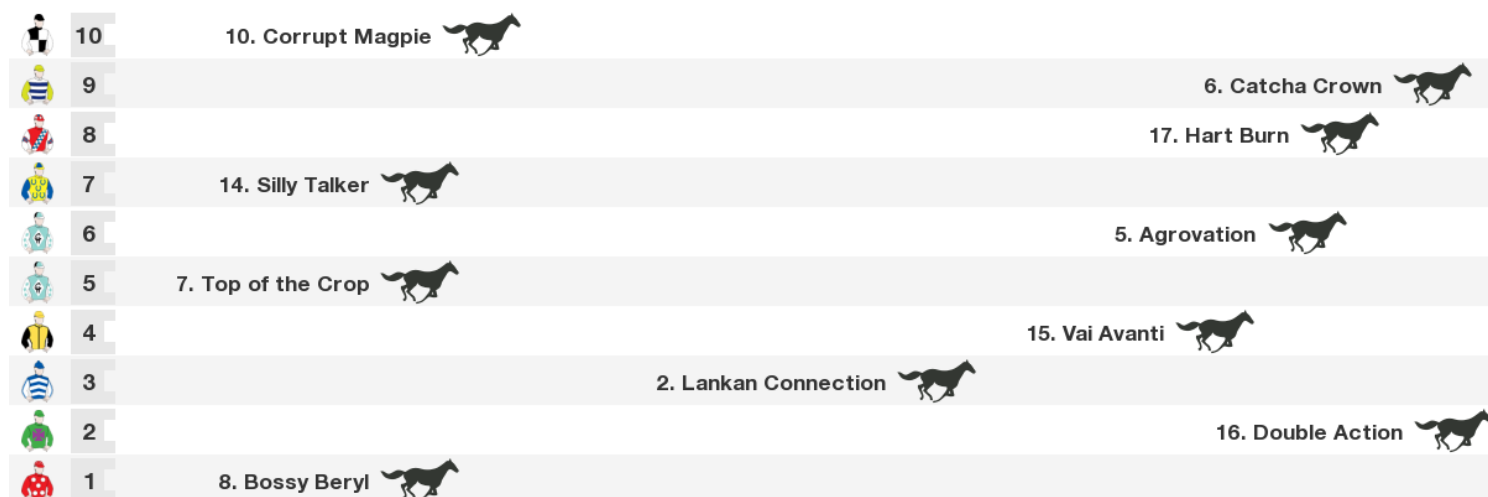 10 10. Corrupt Magpie
9 6. Catcha Crown
8 17. Hart Burn
7 14. Silly Talker
6 5. Agrovation
5 7. Top of the Crop
4 15. Vai Avanti
3 2. Lankan Connection
2 16. Double Action
1 8. Bossy Beryl